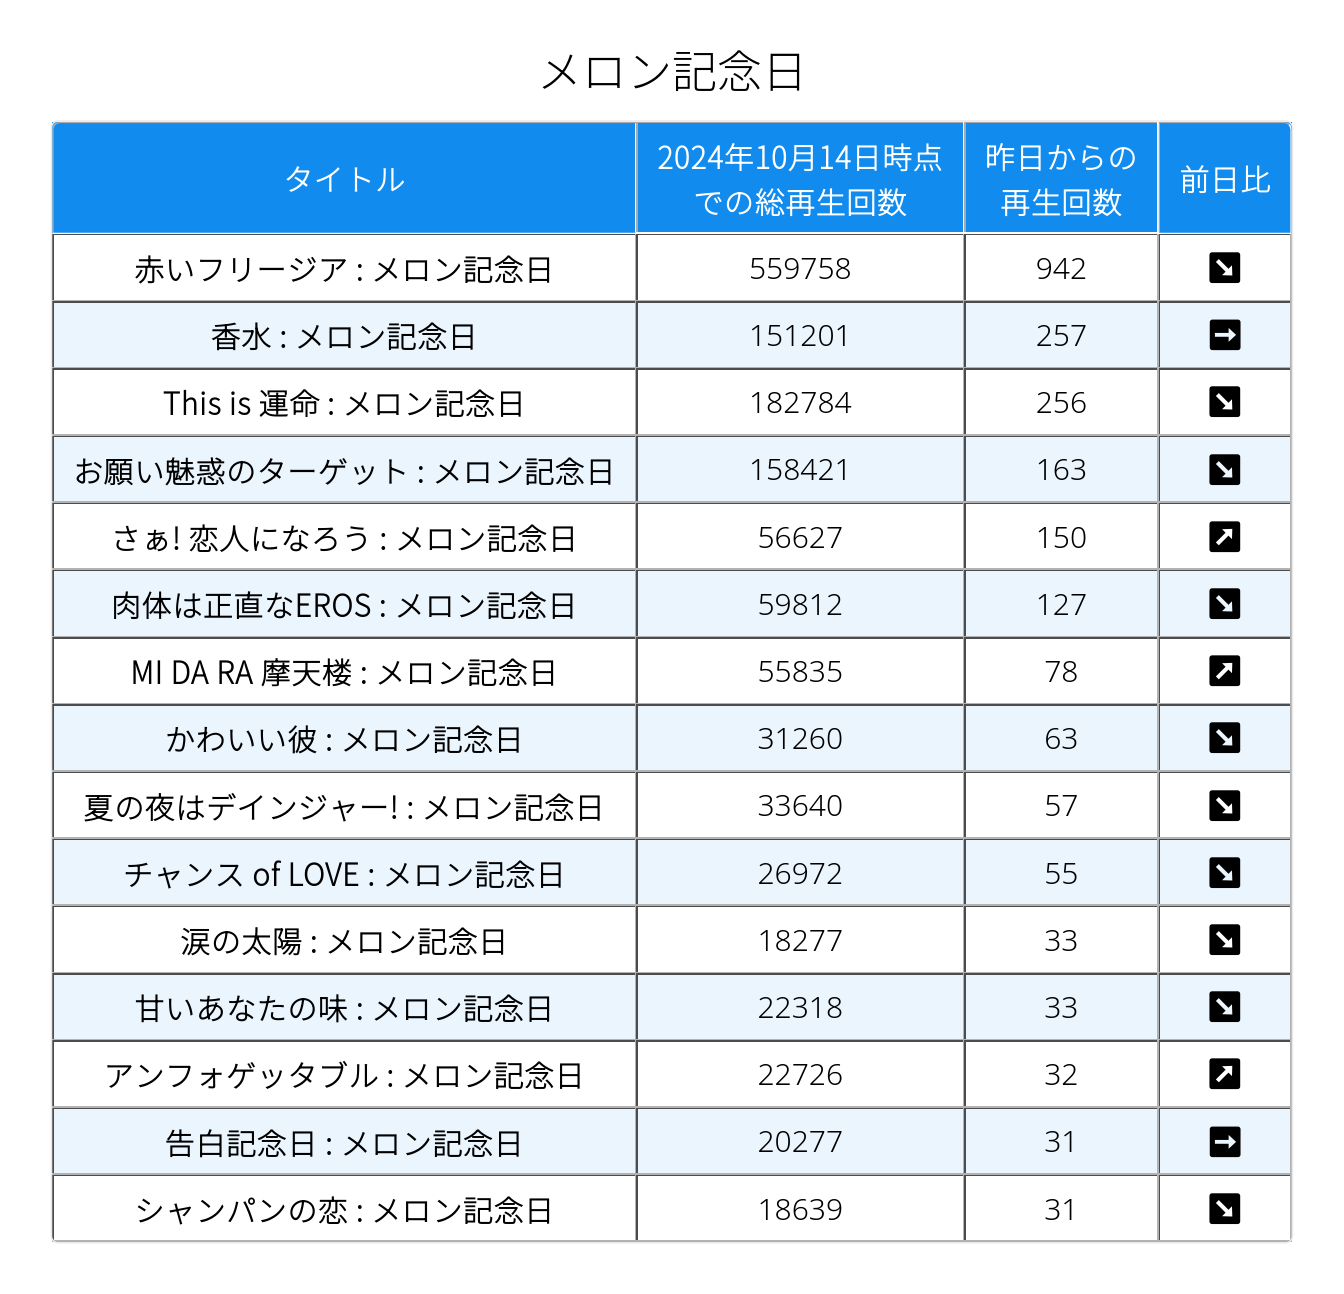 メロン記念日
タイトル
2024年10月14日時点
での総再生回数
昨日からの
再生回数
前日比
赤いフリージア : メロン記念日 559758 942 ↘
香水 : メロン記念日 151201 257 →
This is 運命 : メロン記念日 182784 256 ↘
お願い魅惑のターゲット : メロン記念日 158421 163 ↘
さぁ! 恋人になろう : メロン記念日 56627 150 ↗
肉体は正直なEROS : メロン記念日 59812 127 ↘
MI DA RA 摩天楼 : メロン記念日 55835 78 ↗
かわいい彼 : メロン記念日 31260 63 ↘
夏の夜はデインジャー! : メロン記念日 33640 57 ↘
チャンス of LOVE : メロン記念日 26972 55 ↘
涙の太陽 : メロン記念日 18277 33 ↘
甘いあなたの味 : メロン記念日 22318 33 ↘
アンフォゲッタブル : メロン記念日 22726 32 ↗
告白記念日 : メロン記念日 20277 31 →
シャンパンの恋 : メロン記念日 18639 31 ↘